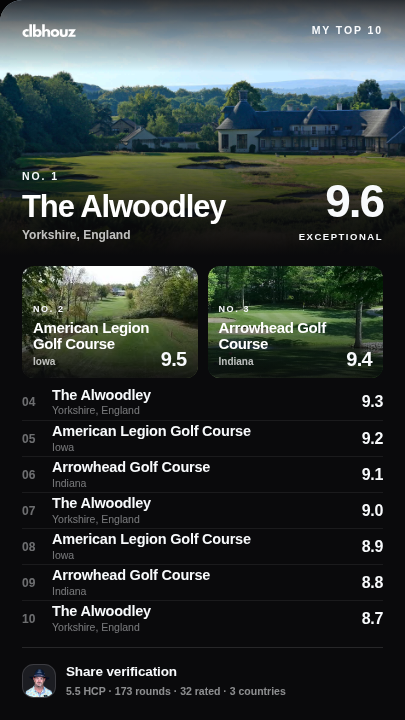 clbhouz
MY TOP 10
NO. 1
The Alwoodley
Yorkshire, England
9.6
EXCEPTIONAL
NO. 2
American Legion
Golf Course
Iowa
9.5
NO. 3
Arrowhead Golf
Course
Indiana
9.4
04 The Alwoodley 9.3
Yorkshire, England
05 American Legion Golf Course 9.2
Iowa
06 Arrowhead Golf Course 9.1
Indiana
07 The Alwoodley 9.0
Yorkshire, England
08 American Legion Golf Course 8.9
Iowa
09 Arrowhead Golf Course 8.8
Indiana
10 The Alwoodley 8.7
Yorkshire, England
Share verification
5.5 HCP · 173 rounds · 32 rated · 3 countries